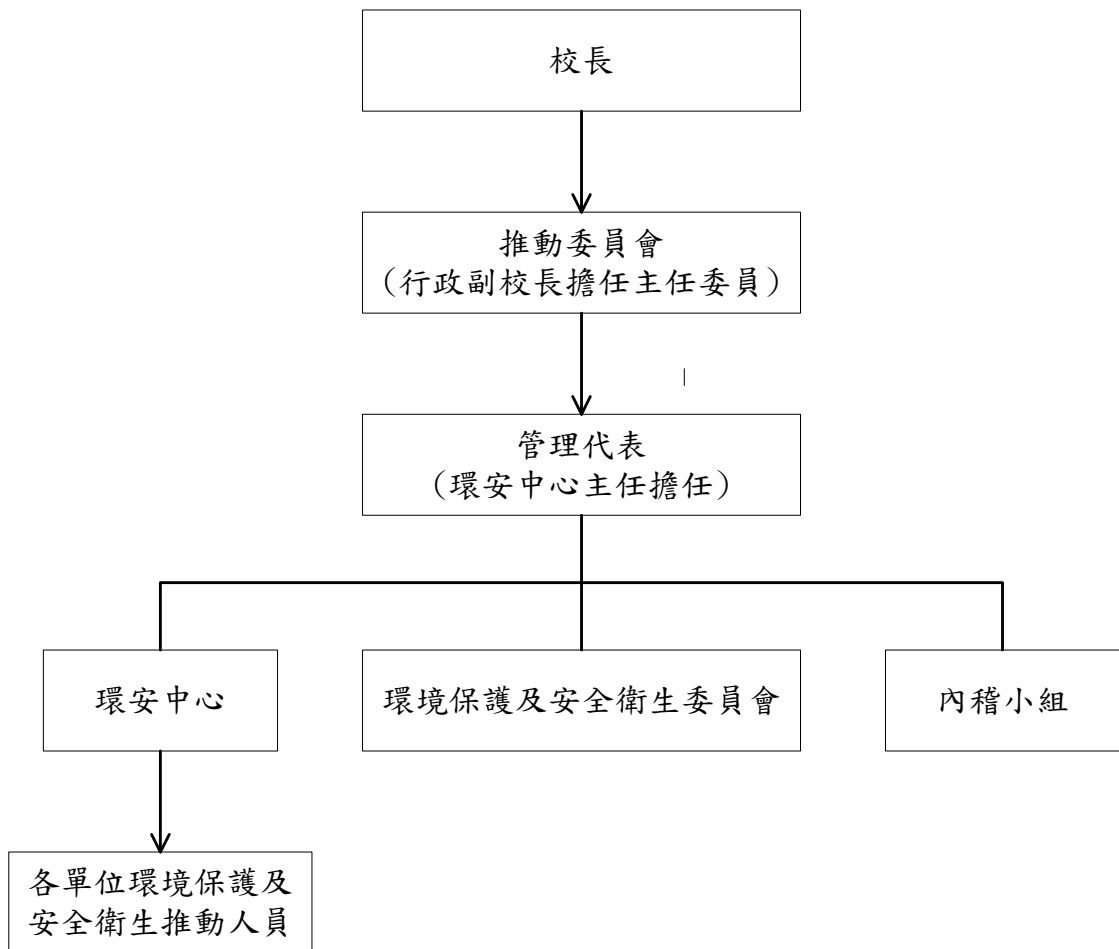 校長
推動委員會
（行政副校長擔任主任委員）
管理代表
（環安中心主任擔任）
環安中心
環境保護及安全衛生委員會
內稽小組
各單位環境保護及
安全衛生推動人員